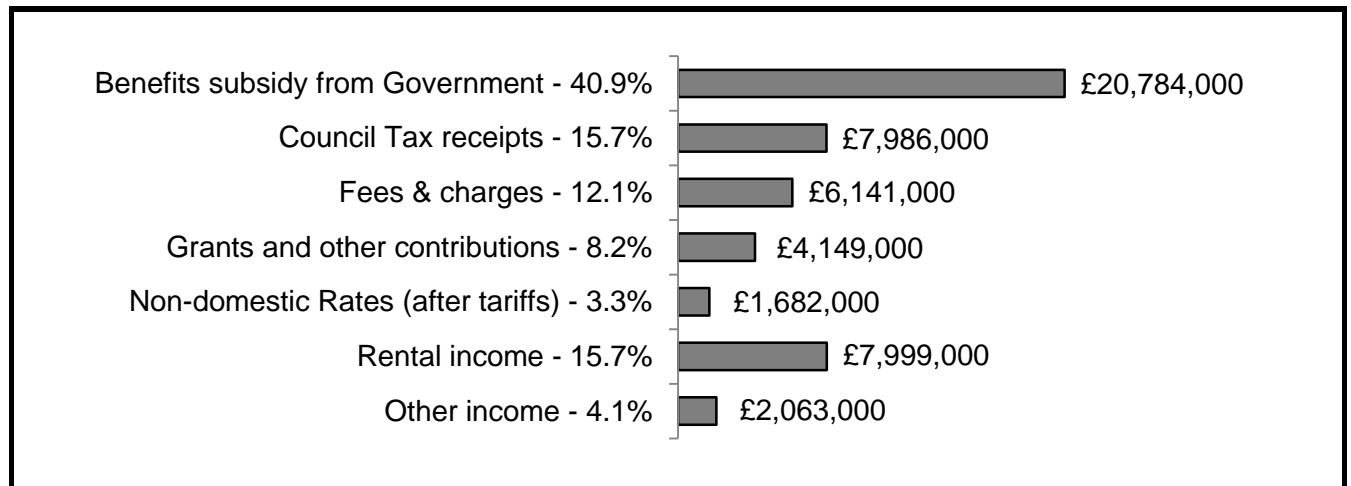 Benefits subsidy from Government - 40.9% £20,784,000
Council Tax receipts - 15.7% £7,986,000
Fees & charges - 12.1% £6,141,000
Grants and other contributions - 8.2% £4,149,000
Non-domestic Rates (after tariffs) - 3.3% £1,682,000
Rental income - 15.7% £7,999,000
Other income - 4.1% £2,063,000